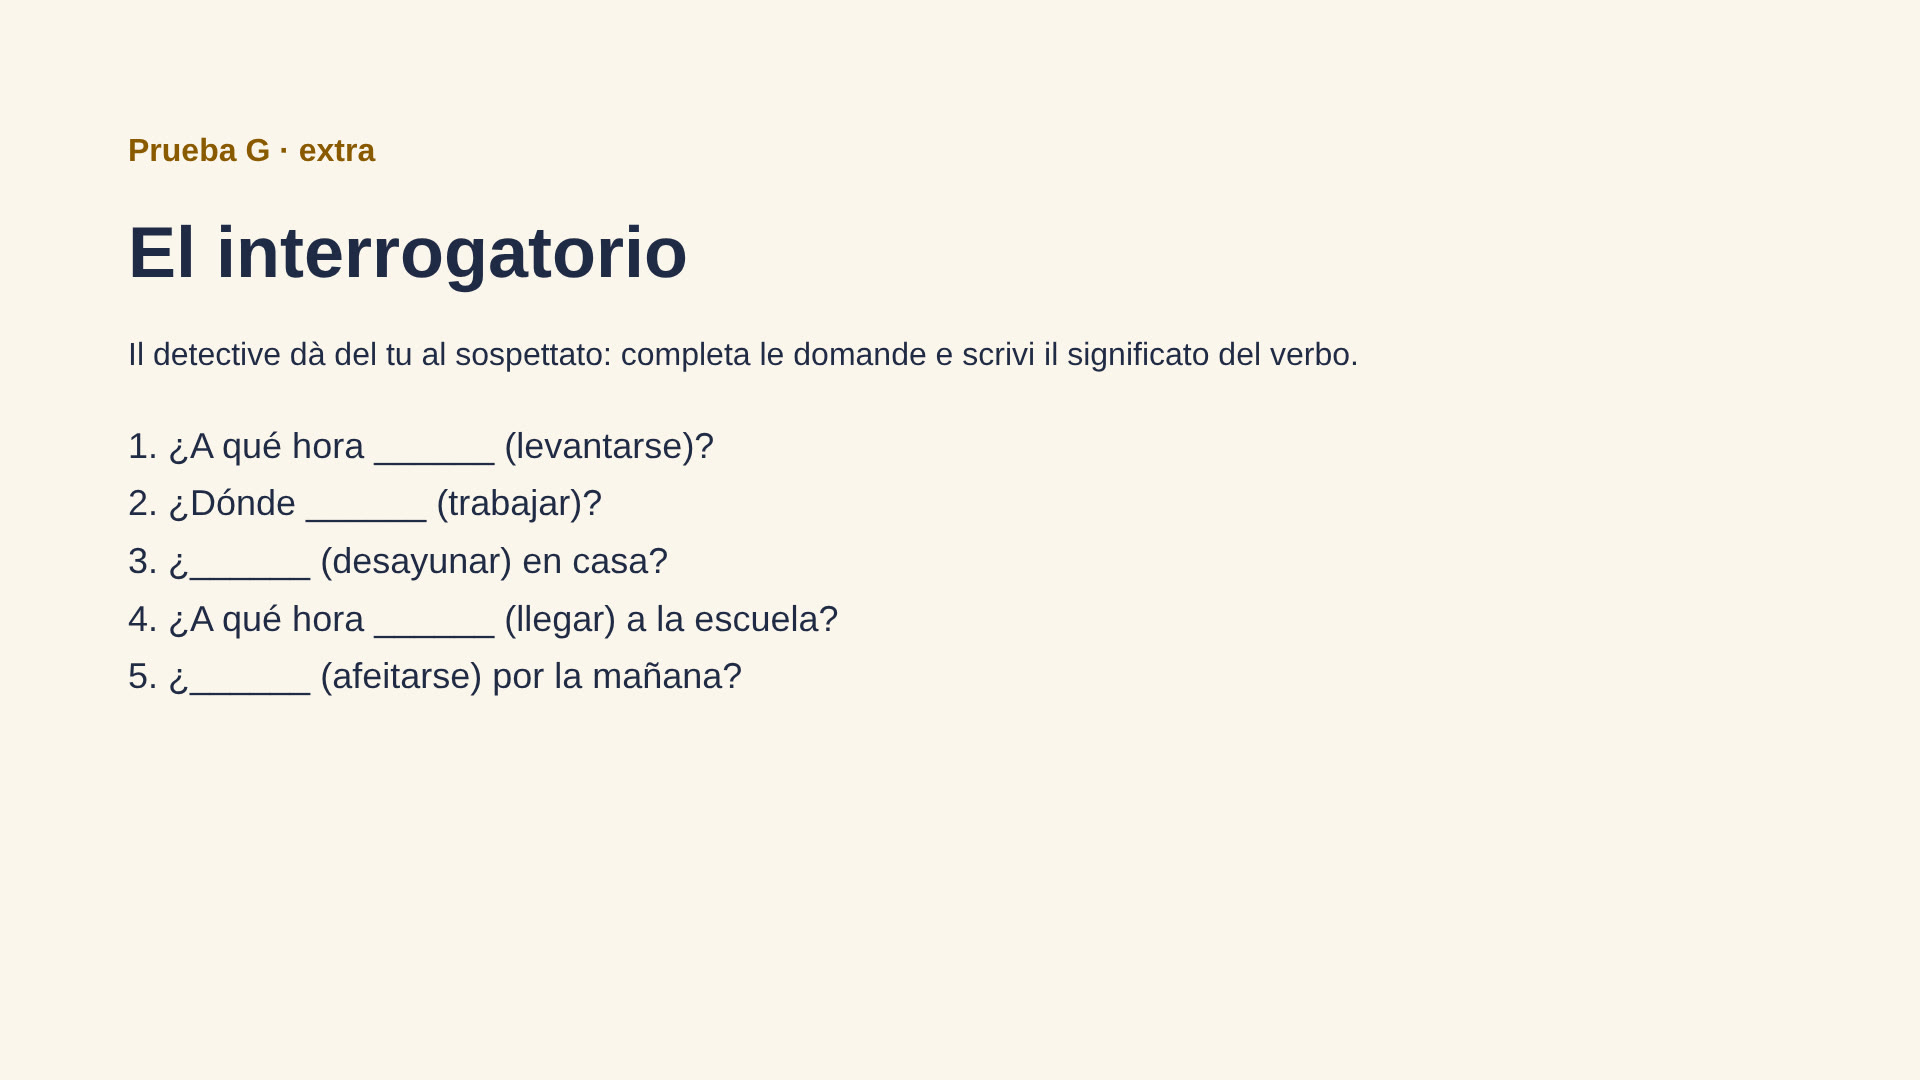 Prueba G · extra
El interrogatorio
Il detective dà del tu al sospettato: completa le domande e scrivi il significato del verbo.
1. ¿A qué hora ______ (levantarse)?
2. ¿Dónde ______ (trabajar)?
3. ¿______ (desayunar) en casa?
4. ¿A qué hora ______ (llegar) a la escuela?
5. ¿______ (afeitarse) por la mañana?